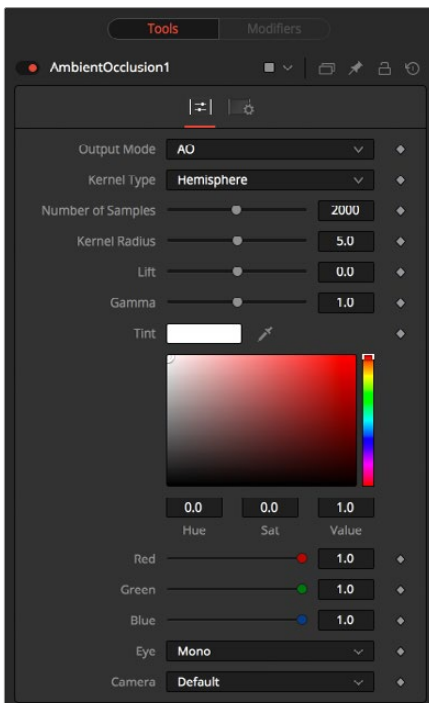 Tools Modifiers
AmbientOcclusion1
Output Mode AO
Kernel Type Hemisphere
Number of Samples 2000
Kernel Radius 5.0
Lift 0.0
Gamma 1.0
Tint
0.0 0.0 1.0
Hue Sat Value
Red 1.0
Green 1.0
Blue 1.0
Eye Mono
Camera Default